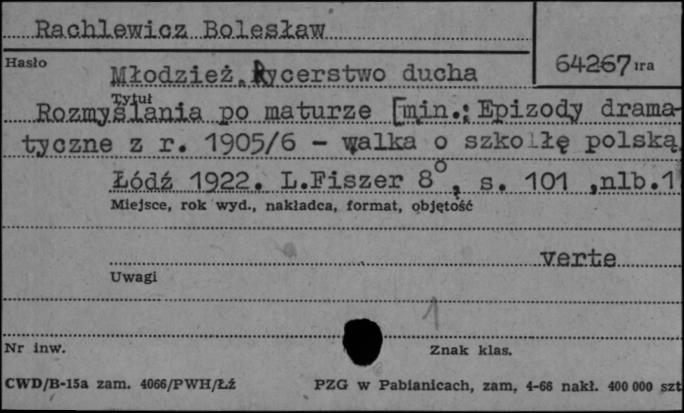 Rachlewicz Bolesław
Hasło
64267 ira
Młodzież. Rycerstwo ducha
Tytuł
Rozmyślania po maturze [min.: Epizody drama-
tyczne z r. 1905/6 - walka o szkołłę polską
Łódź 1922. L.Fiszer 8°, s. 101 ,nlb.1
Miejsce, rok wyd., nakładca, format, objętość
verte
Uwagi
1
Nr inw.
Znak klas.
CWD/B-15a zam. 4066/PWH/Łź
PZG w Pabianicach, zam, 4-66 nakł. 400 000 szt